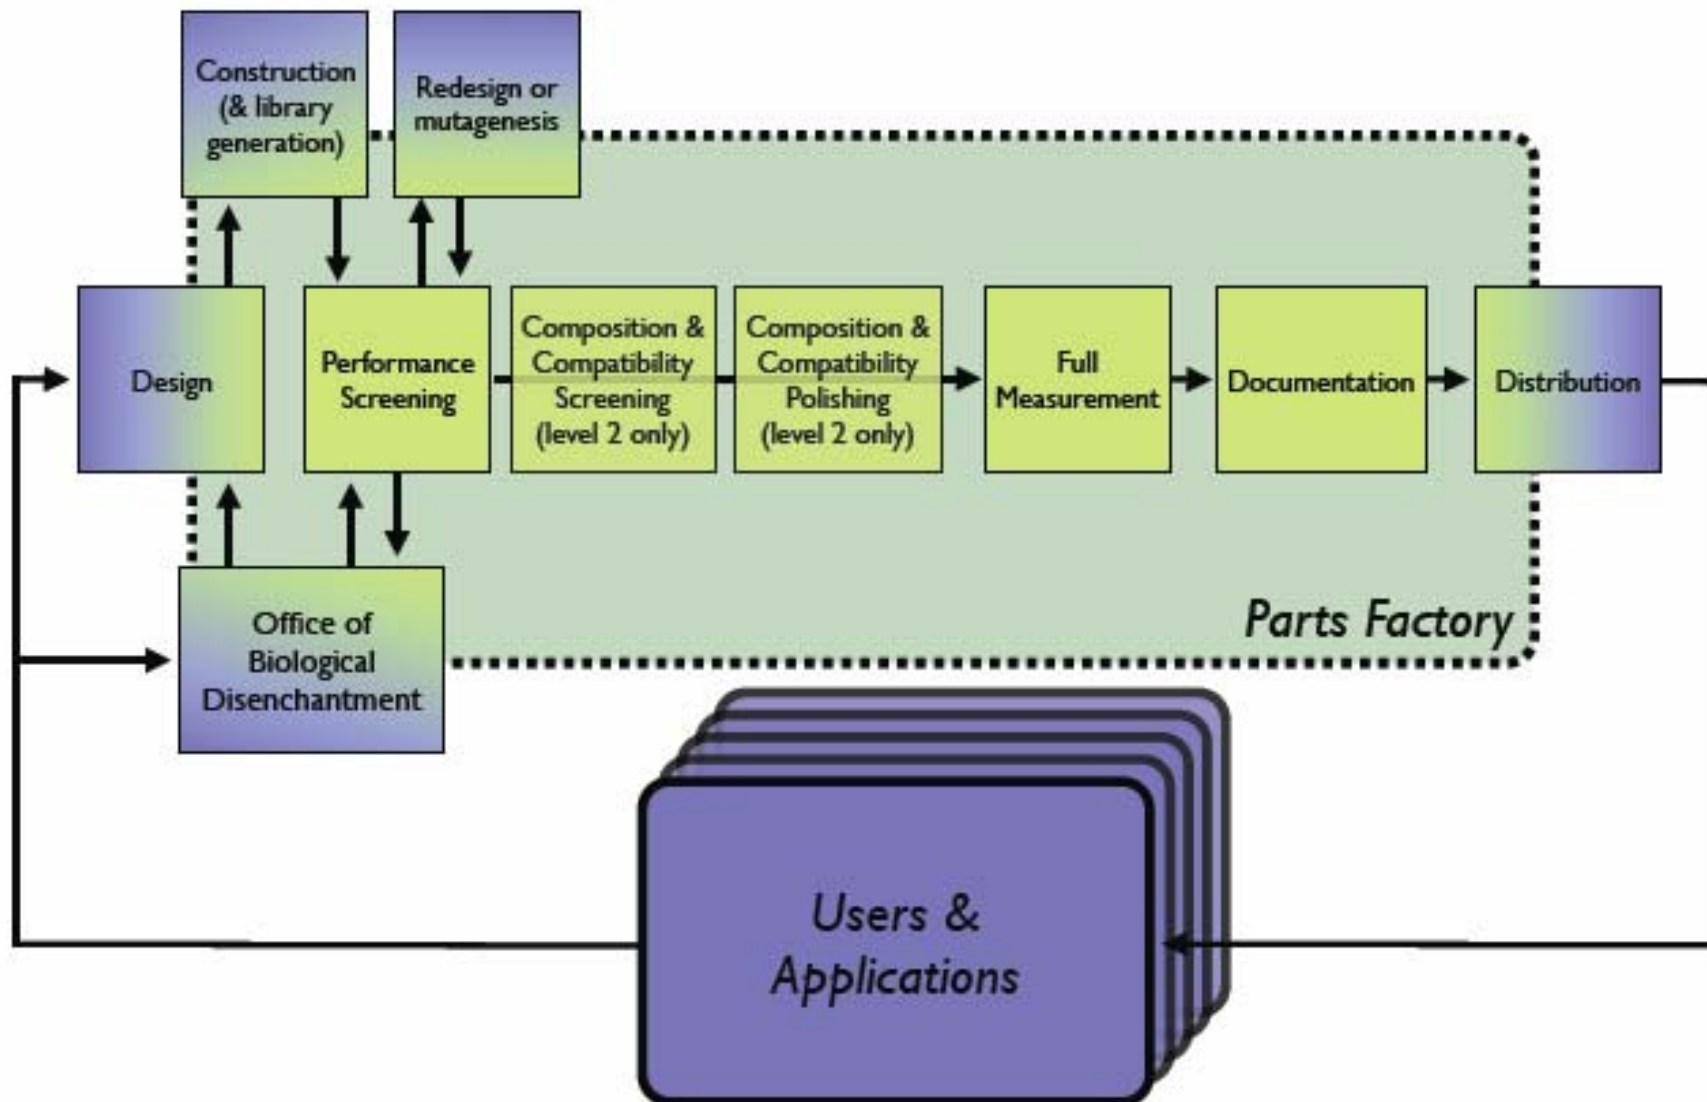 Construction
(& library
generation)
Redesign or
mutagenesis
Design
Performance
Screening
Composition &
Compatibility
Screening
(level 2 only)
Composition &
Compatibility
Polishing
(level 2 only)
Full
Measurement
Documentation
Distribution
Office of
Biological
Disenchantment
Parts Factory
Users &
Applications